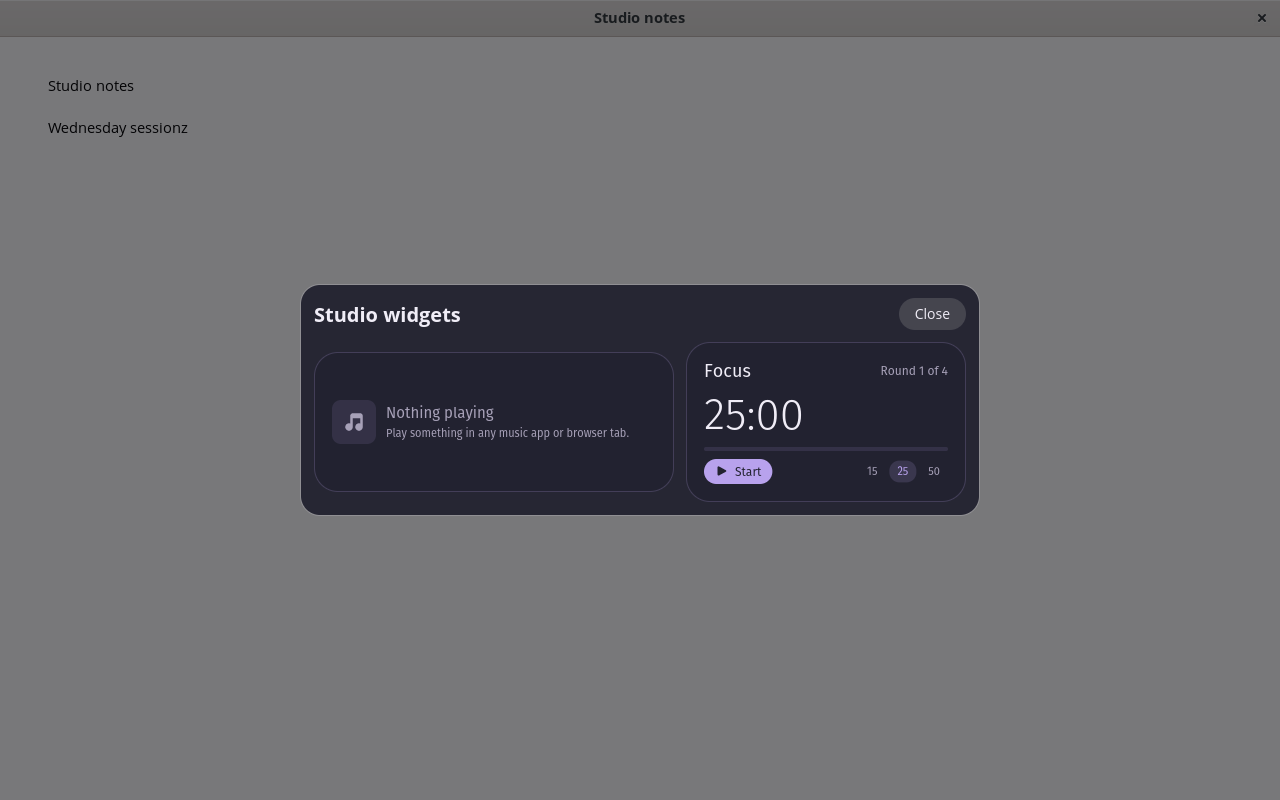 Studio notes
×
Studio notes
Wednesday sessionz
Studio widgets
Close
Nothing playing
Play something in any music app or browser tab.
Focus
Round 1 of 4
25:00
Start
15
25
50